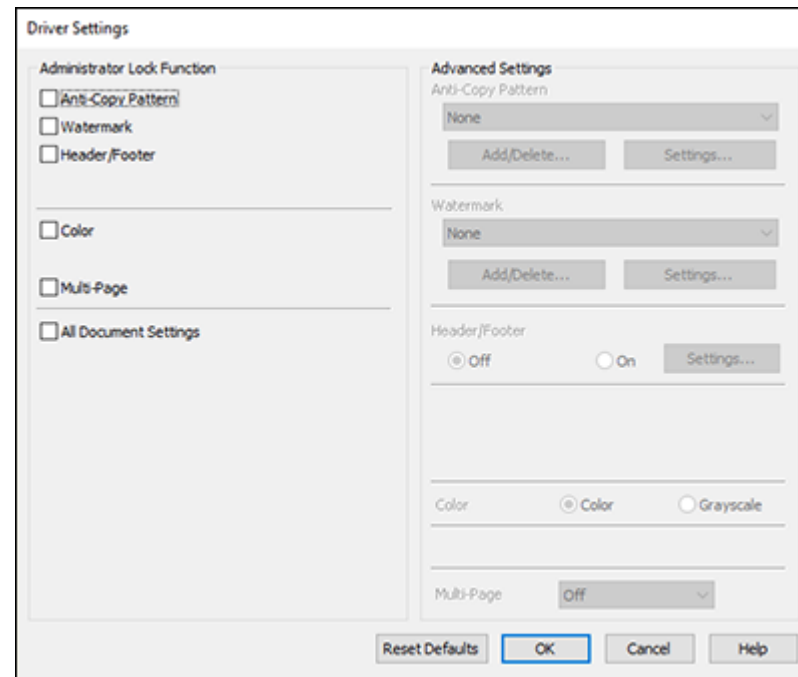 Driver Settings
Administrator Lock Function
Anti-Copy Pattern
Watermark
Header/Footer
Color
Multi-Page
All Document Settings
Advanced Settings
Anti-Copy Pattern
None
Add/Delete... Settings...
Watermark
None
Add/Delete... Settings...
Header/Footer
Off On Settings...
Color Color Grayscale
Multi-Page Off
Reset Defaults OK Cancel Help